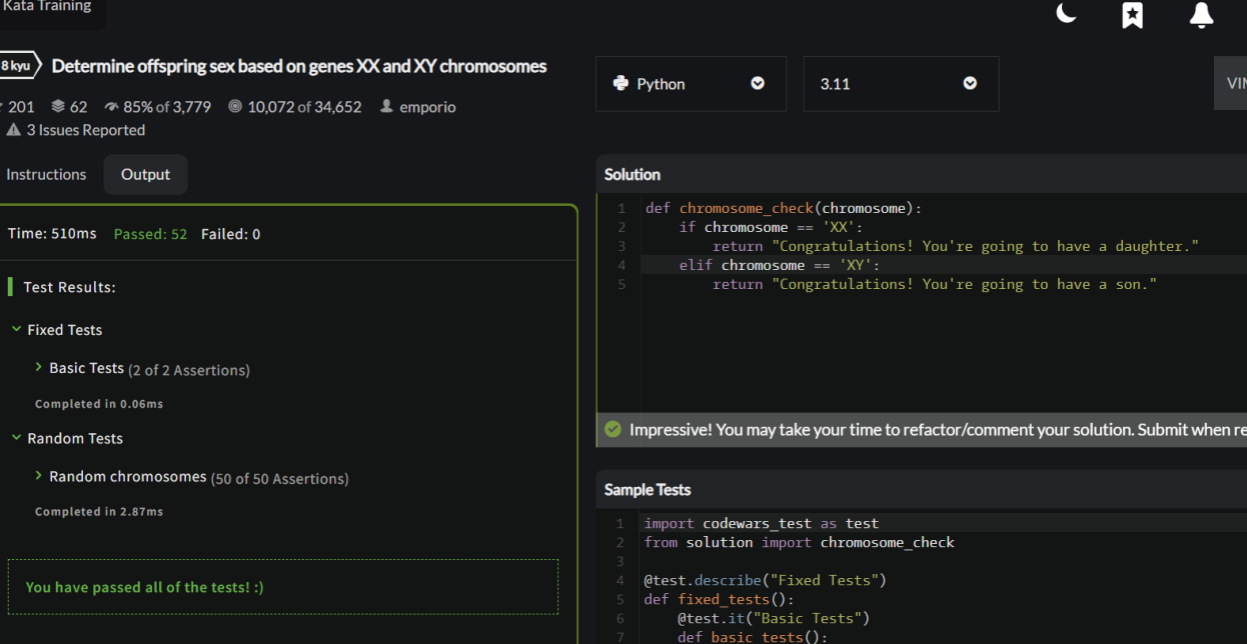 Kata Training
8 kyu Determine offspring sex based on genes XX and XY chromosomes
201 62 85% of 3,779 10,072 of 34,652 emporio
3 Issues Reported
Instructions Output
Time: 510ms Passed: 52 Failed: 0
Test Results:
Fixed Tests
Basic Tests (2 of 2 Assertions)
Completed in 0.06ms
Random Tests
Random chromosomes (50 of 50 Assertions)
Completed in 2.87ms
You have passed all of the tests! :)
Python 3.11 VIM
Solution
1 def chromosome_check(chromosome):
2 if chromosome == 'XX':
3 return "Congratulations! You're going to have a daughter."
4 elif chromosome == 'XY':
5 return "Congratulations! You're going to have a son."
Impressive! You may take your time to refactor/comment your solution. Submit when re
Sample Tests
1 import codewars_test as test
2 from solution import chromosome_check
3
4 @test.describe("Fixed Tests")
5 def fixed_tests():
6 @test.it("Basic Tests")
7 def basic_tests():